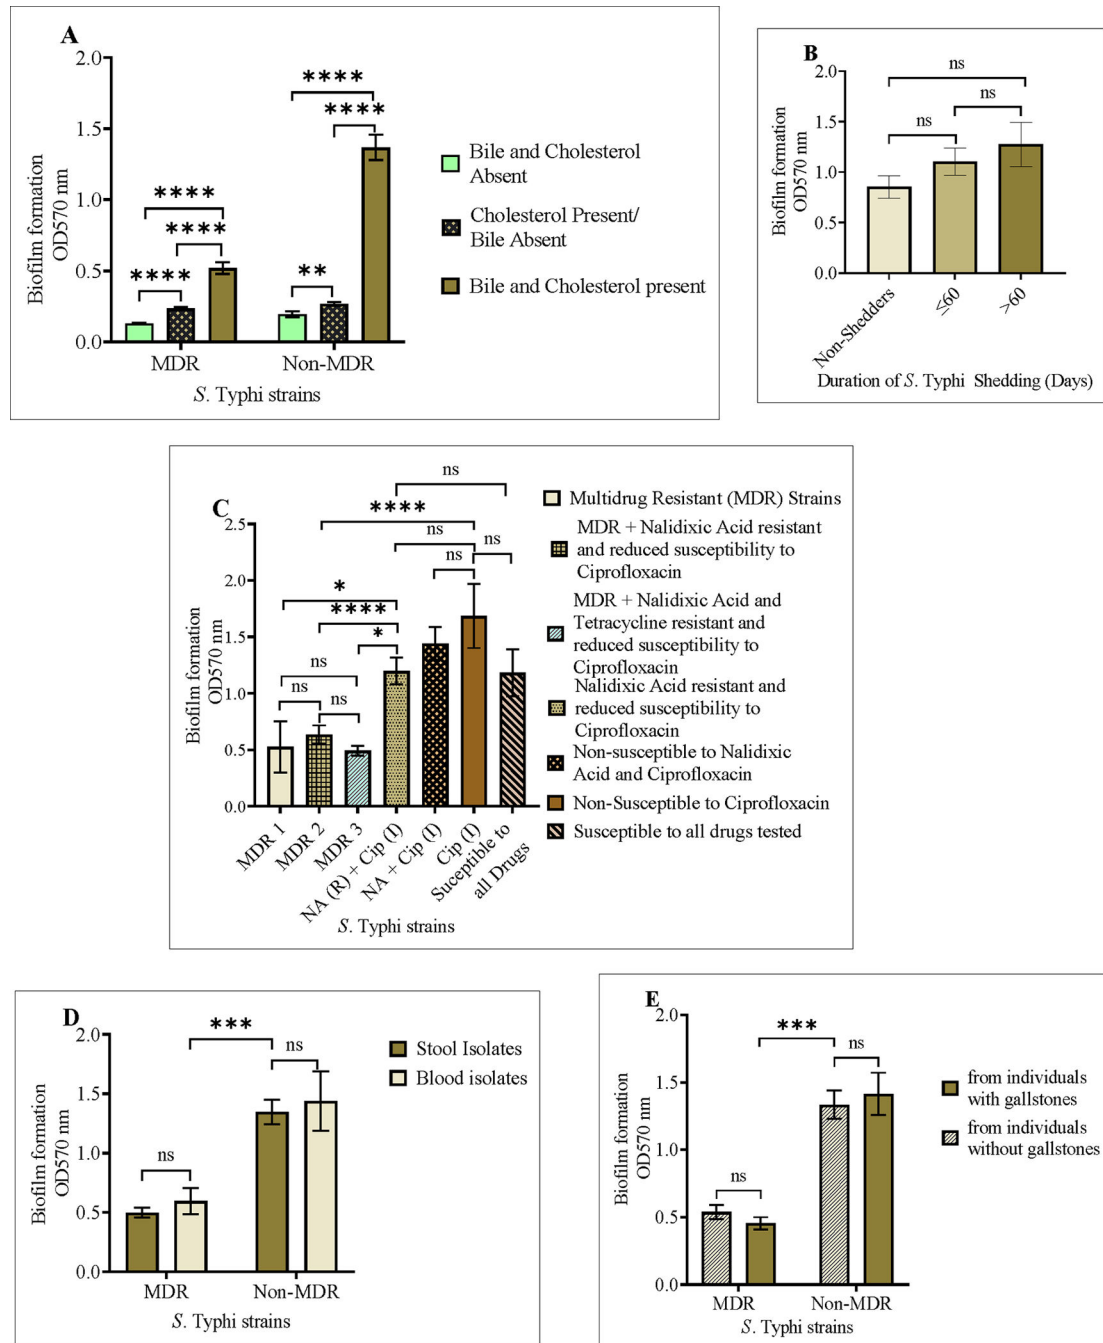 A
2.0
1.5
1.0
0.5
0.0
Biofilm formation
OD570 nm
****
****
****
****
****
**
MDR
Non-MDR
S. Typhi strains
Bile and Cholesterol
Absent
Cholesterol Present/
Bile Absent
Bile and Cholesterol present
B
2.0
1.5
1.0
0.5
0.0
Biofilm formation
OD570 nm
ns
ns
ns
Non-Shedders
≤60
>60
Duration of S. Typhi Shedding (Days)
C
2.5
2.0
1.5
1.0
0.5
0.0
Biofilm formation
OD570 nm
ns
****
ns
ns
ns
*
****
*
ns
ns
ns
MDR 1
MDR 2
MDR 3
NA (R) + Cip (I)
NA + Cip (I)
Cip (I)
Suceptible to
all Drugs
S. Typhi strains
Multidrug Resistant (MDR) Strains
MDR + Nalidixic Acid resistant
and reduced susceptibility to
Ciprofloxacin
MDR + Nalidixic Acid and
Tetracycline resistant and
reduced susceptibility to
Ciprofloxacin
Nalidixic Acid resistant and
reduced susceptibility to
Ciprofloxacin
Non-susceptible to Nalidixic
Acid and Ciprofloxacin
Non-Susceptible to Ciprofloxacin
Susceptible to all drugs tested
D
2.0
1.5
1.0
0.5
0.0
Biofilm formation
OD570 nm
***
ns
ns
MDR
Non-MDR
S. Typhi strains
Stool Isolates
Blood isolates
E
2.0
1.5
1.0
0.5
0.0
Biofilm formation
OD570 nm
***
ns
ns
MDR
Non-MDR
S. Typhi strains
from individuals
with gallstones
from individuals
without gallstones